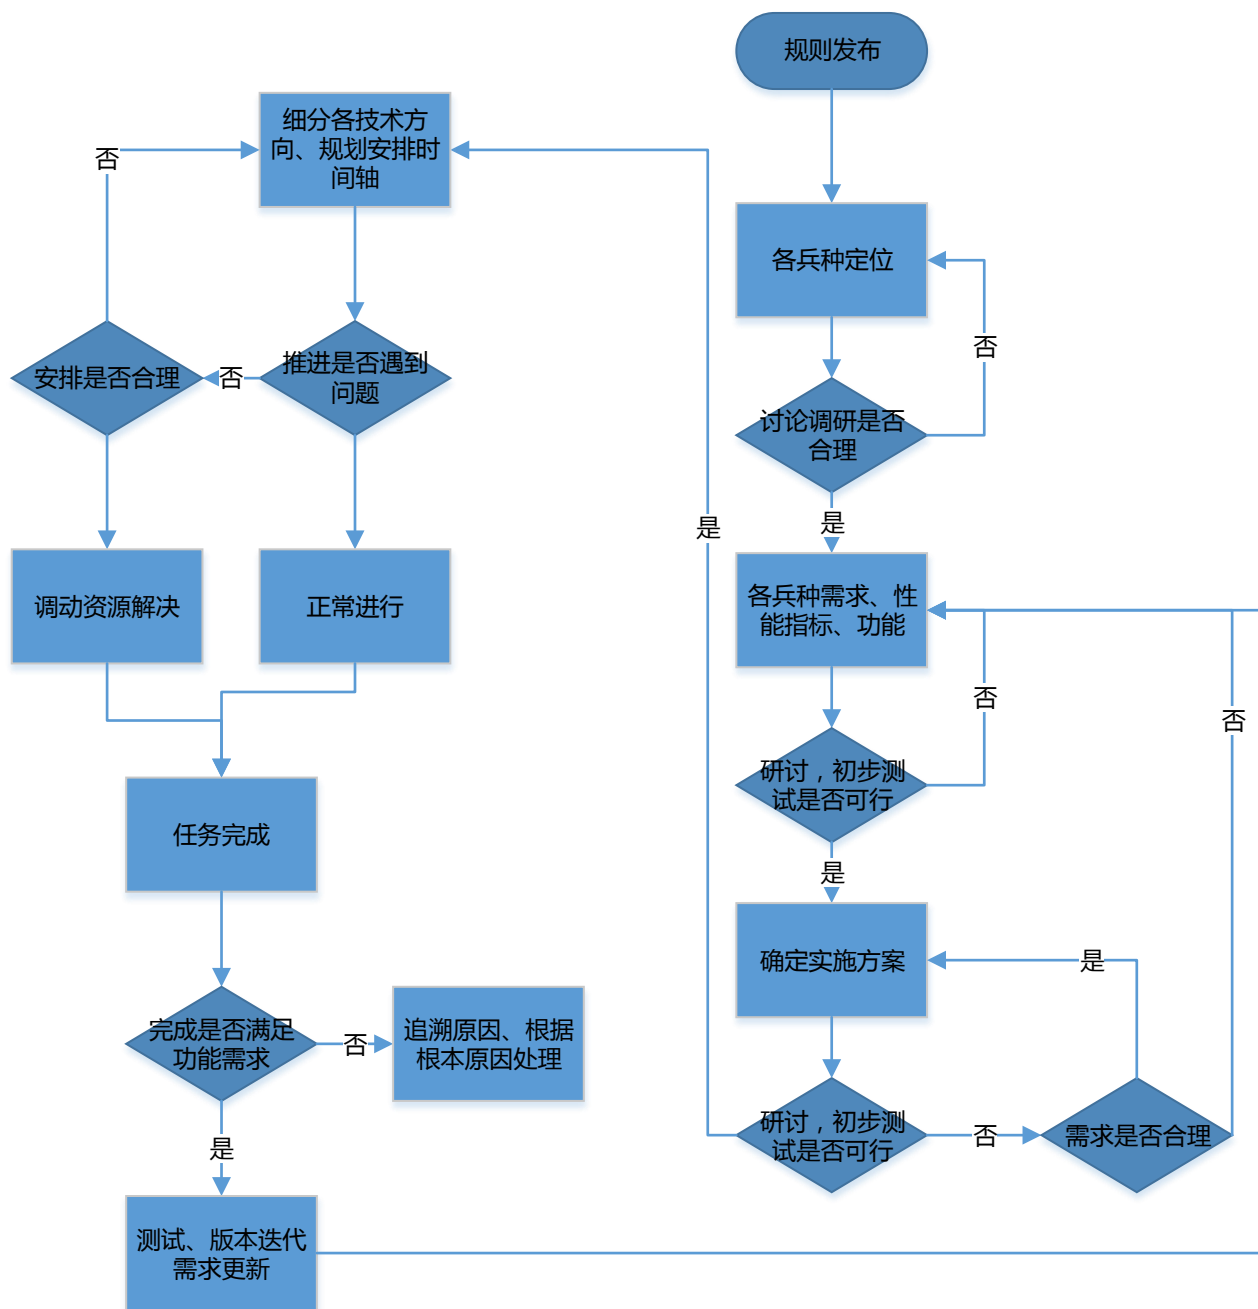 规则发布
各兵种定位
否
讨论调研是否
合理
是
各兵种需求、性
能指标、功能
否
研讨，初步测
试是否可行
是
确定实施方案
是
研讨，初步测
试是否可行
否
需求是否合理
否
是
细分各技术方
向、规划安排时
间轴
否
推进是否遇到
问题
否
安排是否合理
调动资源解决
正常进行
任务完成
完成是否满足
功能需求
否
追溯原因、根据
根本原因处理
是
测试、版本迭代
需求更新